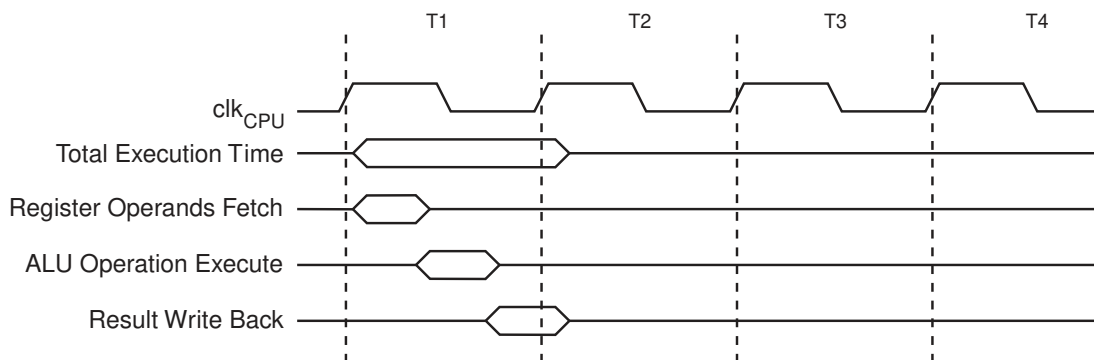 T1 T2 T3 T4
clkCPU
Total Execution Time
Register Operands Fetch
ALU Operation Execute
Result Write Back